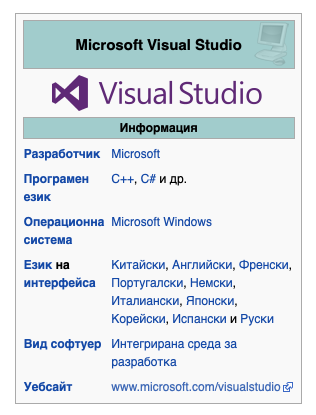 Microsoft Visual Studio
Visual Studio
Информация
Разработчик Microsoft
Програмен език C++, C# и др.
Операционна система Microsoft Windows
Език на интерфейса Китайски, Английски, Френски,
Португалски, Немски,
Италиански, Японски,
Корейски, Испански и Руски
Вид софтуер Интегрирана среда за
разработка
Уебсайт www.microsoft.com/visualstudio